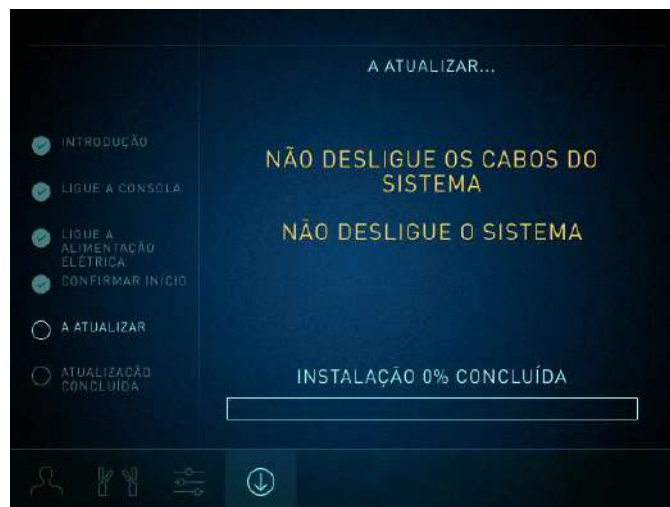 A ATUALIZAR...
NÃO DESLIGUE OS CABOS DO
SISTEMA
NÃO DESLIGUE O SISTEMA
INSTALAÇÃO 0% CONCLUÍDA
INTRODUÇÃO
LIGUE A CONSOLA
LIGUE A
ALIMENTAÇÃO
ELÉTRICA
CONFIRMAR INÍCIO
A ATUALIZAR
ATUALIZAÇÃO
CONCLUÍDA